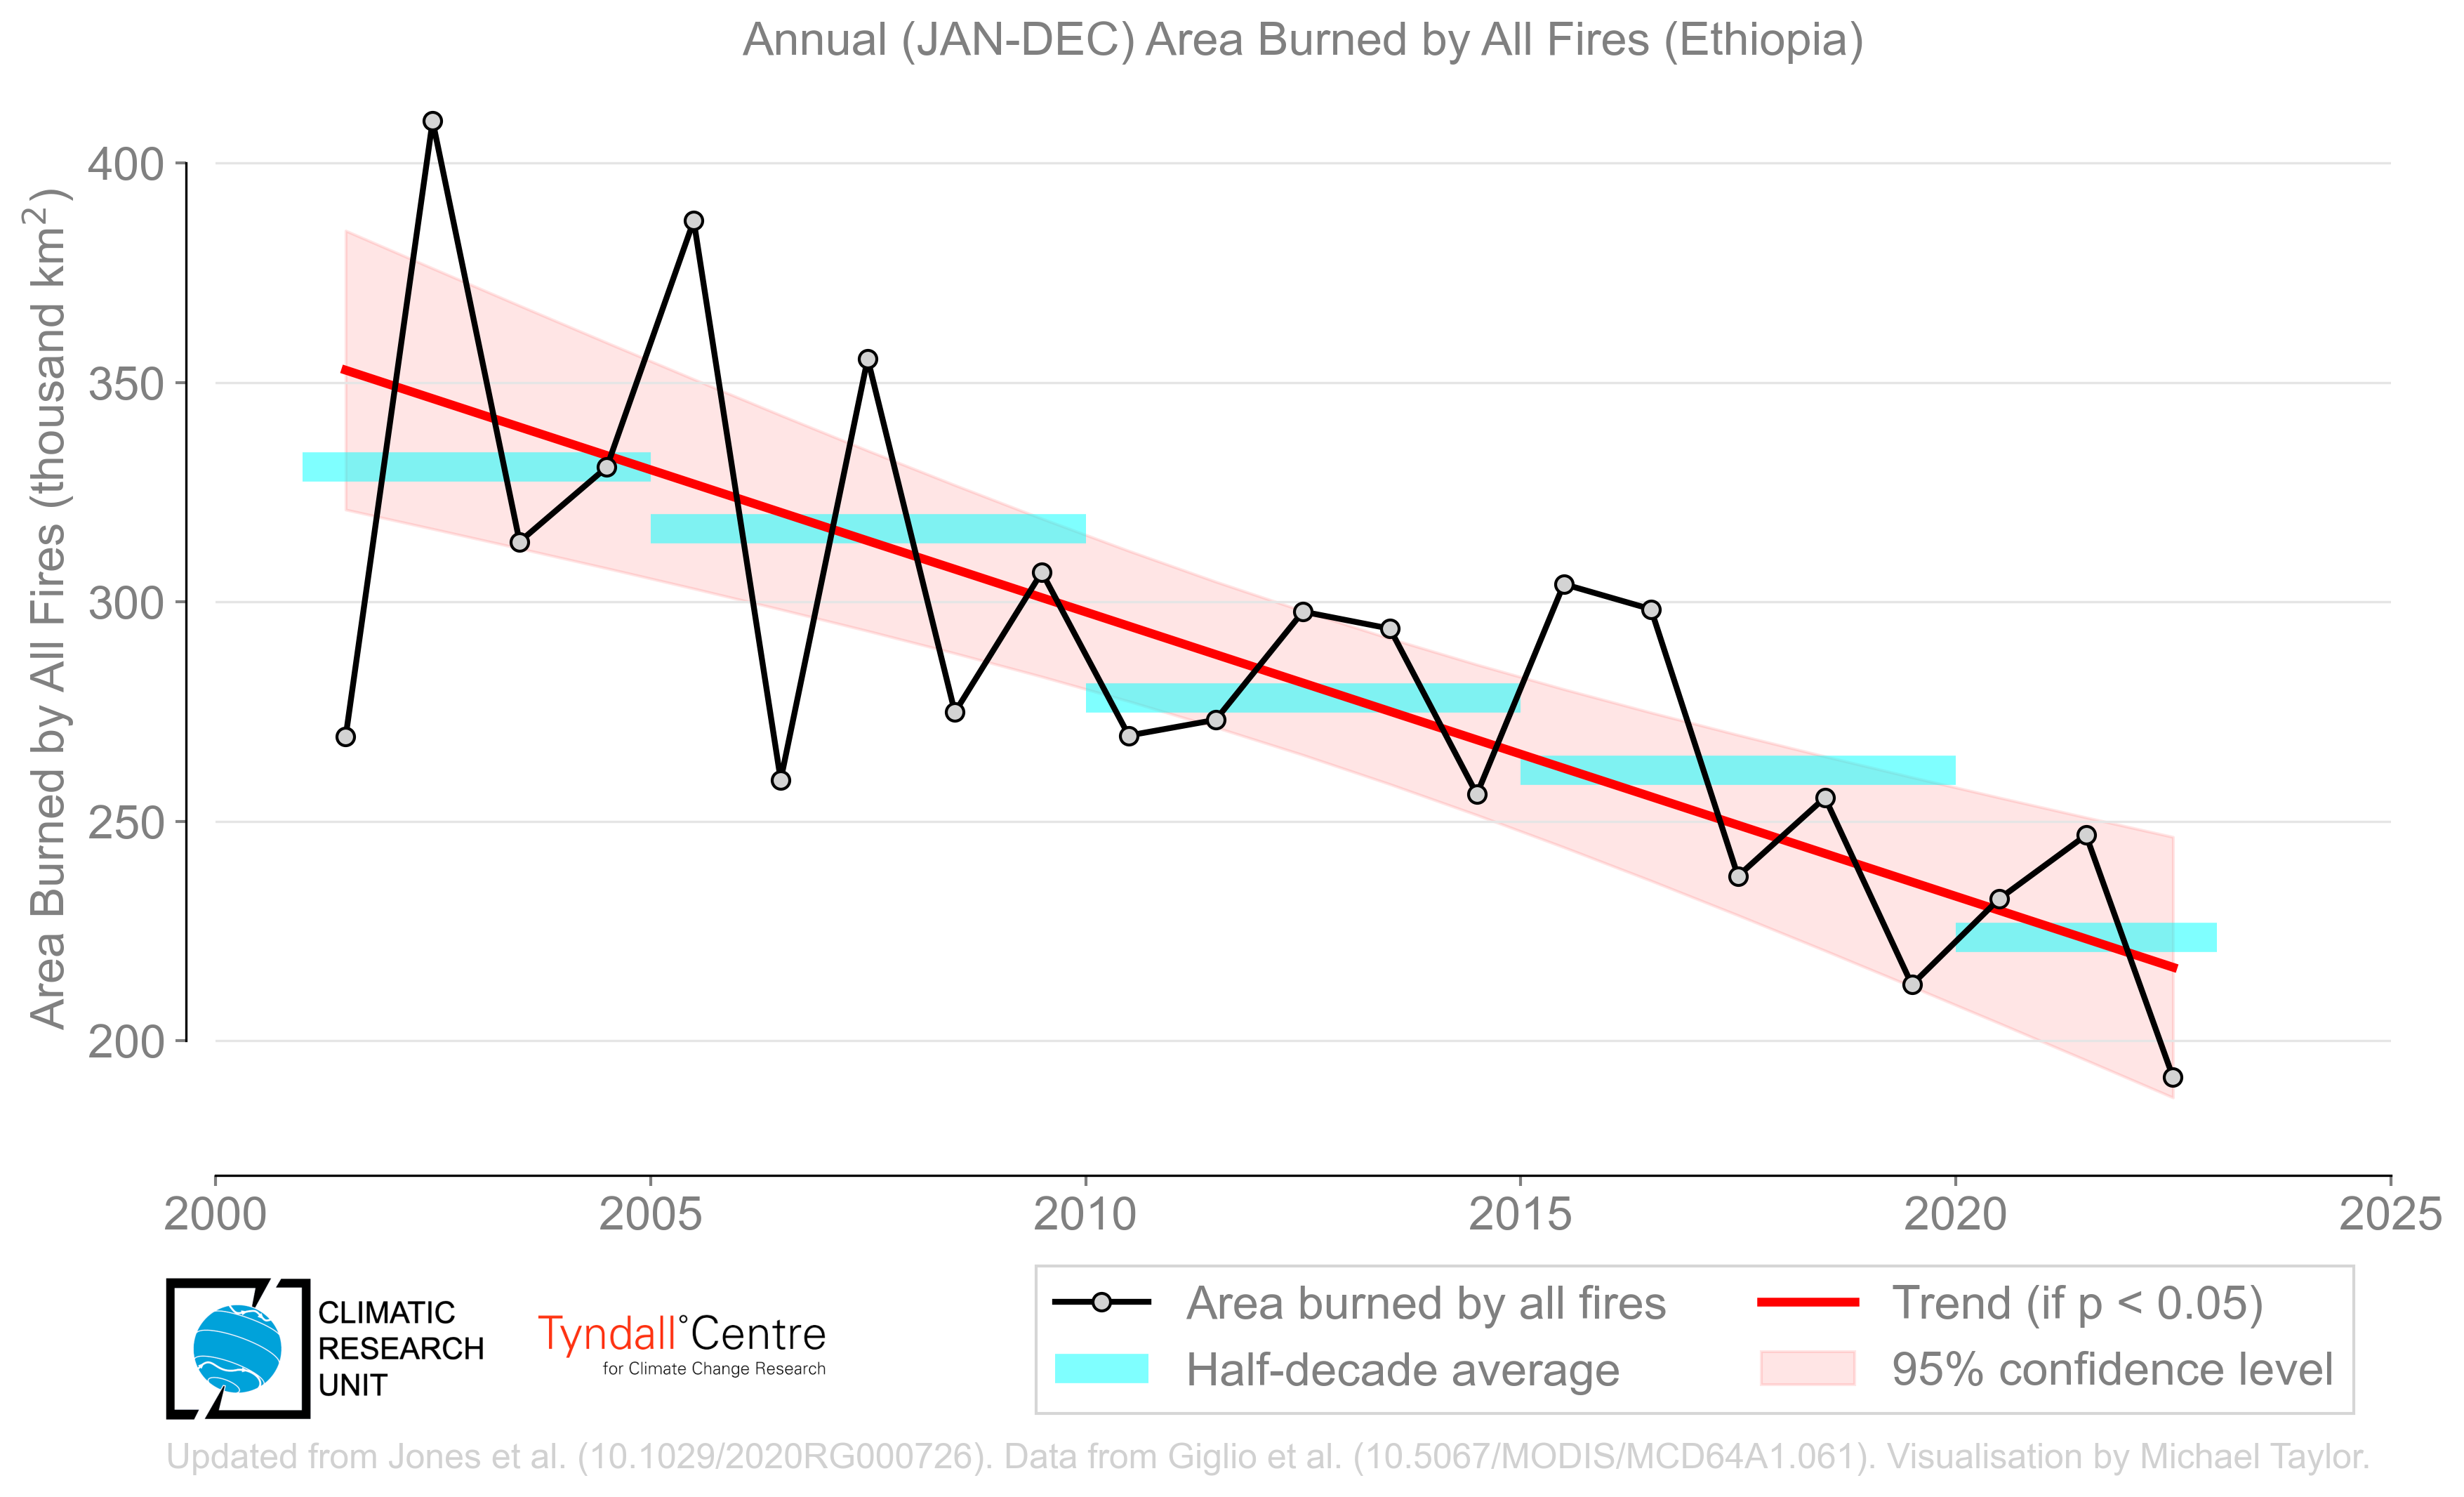 Annual (JAN-DEC) Area Burned by All Fires (Ethiopia)
Area Burned by All Fires (thousand km²)
400
350
300
250
200
2000 2005 2010 2015 2020 2025
CLIMATIC
RESEARCH
UNIT
Tyndall°Centre
for Climate Change Research
Area burned by all fires
Half-decade average
Trend (if p < 0.05)
95% confidence level
Updated from Jones et al. (10.1029/2020RG000726). Data from Giglio et al. (10.5067/MODIS/MCD64A1.061). Visualisation by Michael Taylor.